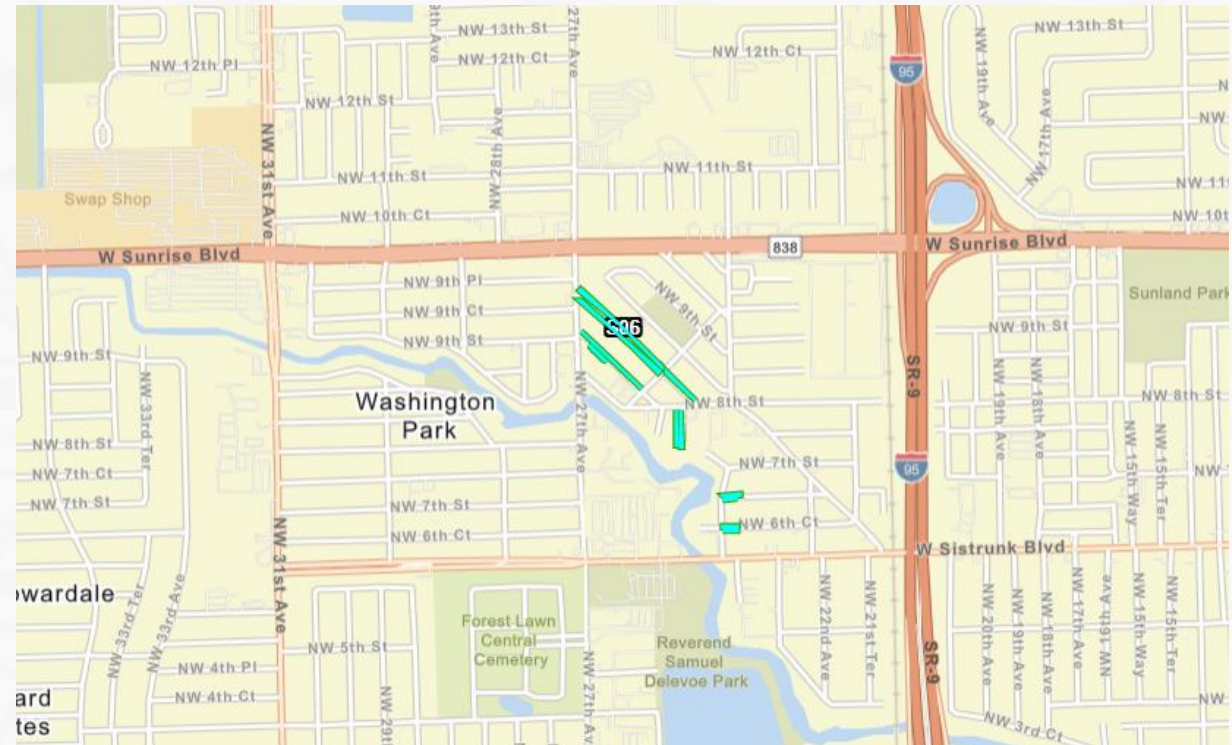 NW 13th St
NW 13th St
NW 12th Ct
NW 12th Ct
NW 12th Pl
NW 12th St
NW 19th Ave
NW 17th Ave
95
NW 31st Ave
NW 28th Ave
27th Ave
9th Ave
NW 11th St
NW 11th St
NW 10th Ct
Swap Shop
W Sunrise Blvd
838
W Sunrise Blvd
NW 9th Pl
NW 9th Ct
NW 9th St
NW 9th St
NW 9th St
NW 9th St
Sunland Park
NW 33rd Ter
Washington
Park
NW 27th Ave
NW 8th St
NW 8th St
NW 8th St
SR-9
NW 19th Ave
NW 18th Ave
NW 15th Way
NW 15th Ter
NW 7th Ct
NW 7th St
NW 7th St
NW 7th St
95
NW 6th Ct
NW 6th Ct
W Sistrunk Blvd
NW 31st Ave
NW 33rd Ter
NW 33rd Ave
Forest Lawn
Central
Cemetery
Reverend
Samuel
Delevoe Park
NW 22nd Ave
NW 21st Ter
NW 20th Ave
NW 19th Ave
NW 18th Ave
NW 17th Ave
NW 16th Ave
NW 15th Way
NW 15th Ter
NW 5th St
NW 4th Pl
NW 4th Ct
NW 27th Av
SR-9
NW 3rd Ct